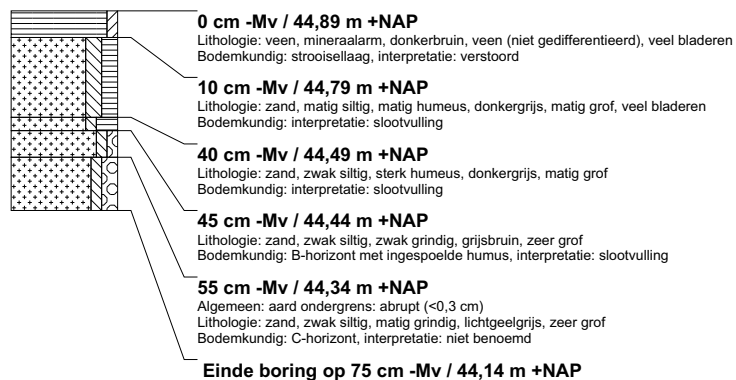 0 cm -Mv / 44,89 m +NAP
Lithologie: veen, mineraalarm, donkerbruin, veen (niet gedifferentieerd), veel bladeren
Bodemkundig: strooisellaag, interpretatie: verstoord
10 cm -Mv / 44,79 m +NAP
Lithologie: zand, matig siltig, matig humeus, donkergrijs, matig grof, veel bladeren
Bodemkundig: interpretatie: slootvulling
40 cm -Mv / 44,49 m +NAP
Lithologie: zand, zwak siltig, sterk humeus, donkergrijs, matig grof
Bodemkundig: interpretatie: slootvulling
45 cm -Mv / 44,44 m +NAP
Lithologie: zand, zwak siltig, zwak grindig, grijsbruin, zeer grof
Bodemkundig: B-horizont met ingespoelde humus, interpretatie: slootvulling
55 cm -Mv / 44,34 m +NAP
Algemeen: aard ondergrens: abrupt (<0,3 cm)
Lithologie: zand, zwak siltig, matig grindig, lichtgeelgrijs, zeer grof
Bodemkundig: C-horizont, interpretatie: niet benoemd
Einde boring op 75 cm -Mv / 44,14 m +NAP